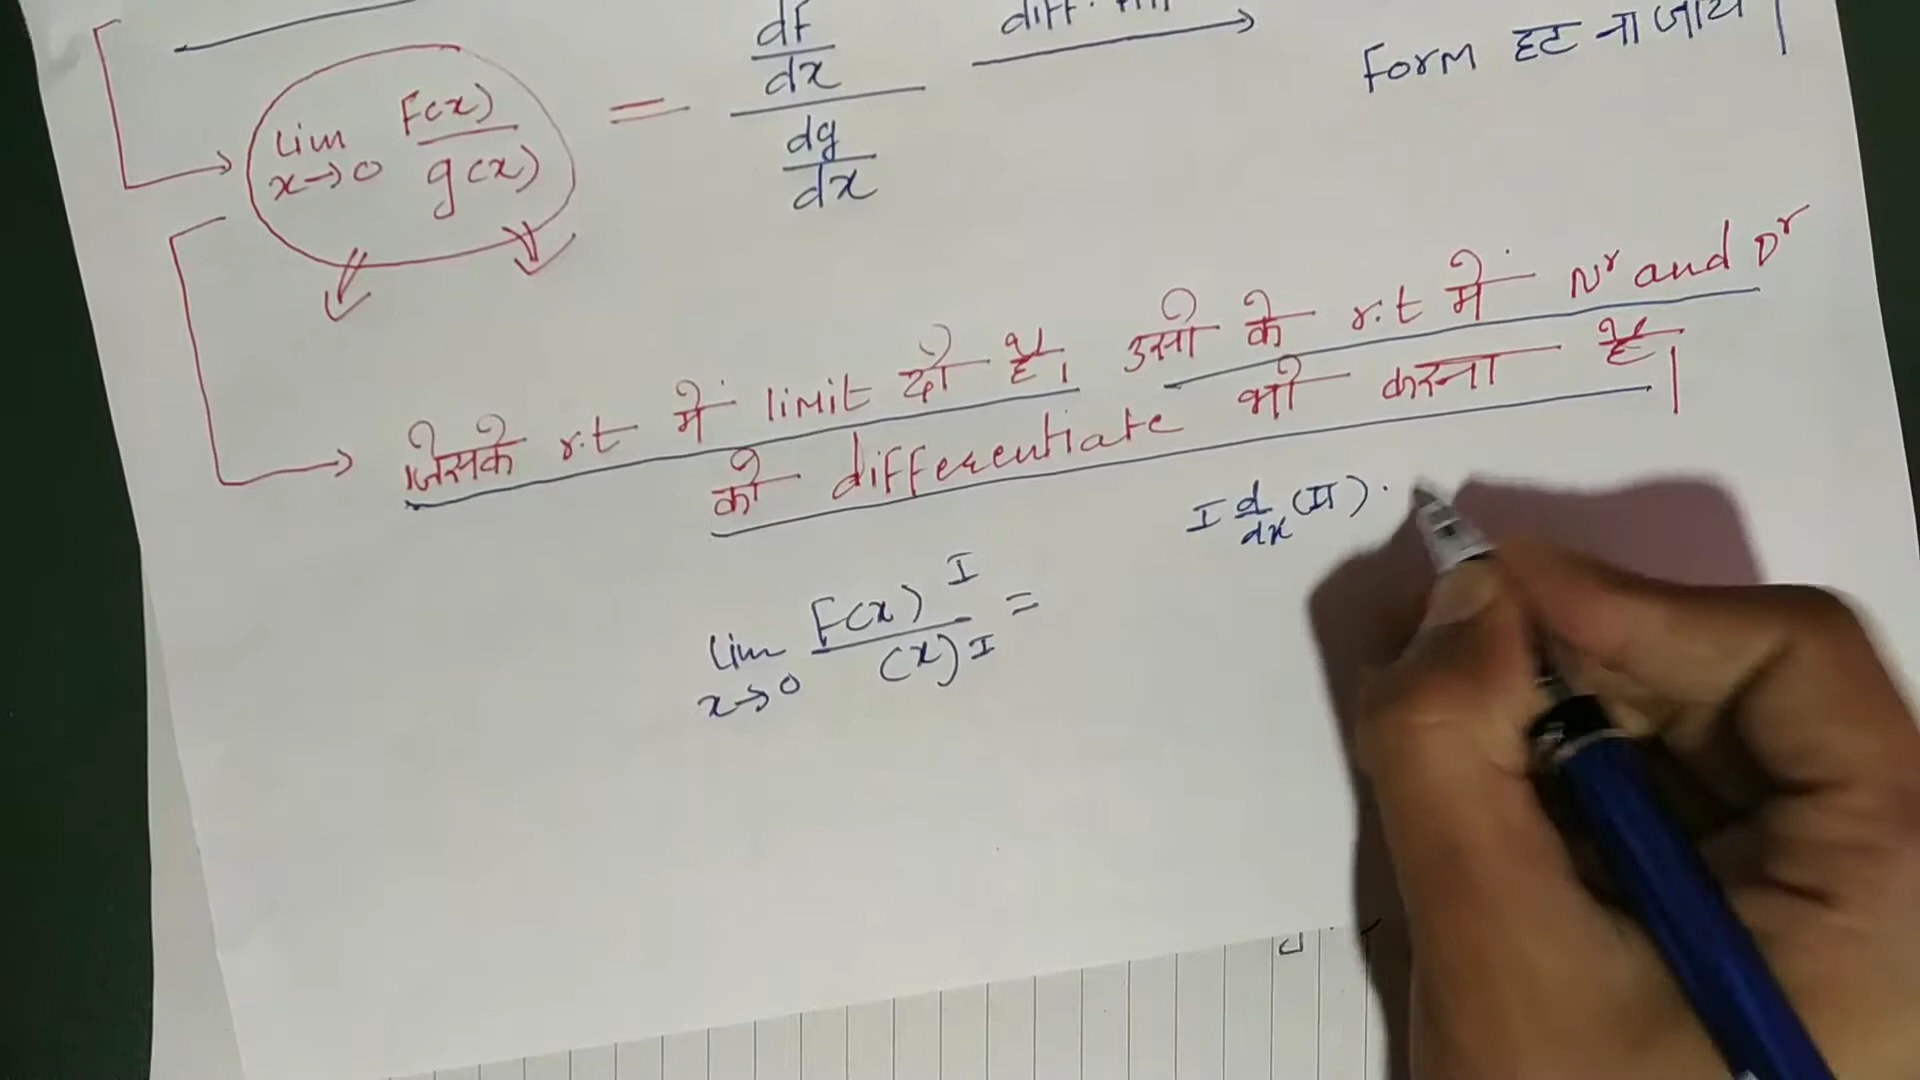 dF
dx
dg
dx
Form हट ना जाये।
lim F(x)
x→0 g(x)
=
जिसके r.t में limit दी है। उसी के r.t में Nʳ and Dʳ
को differentiate भी करना है।
I d/dx (II) ·
lim F(x) I =
x→0 (x) I